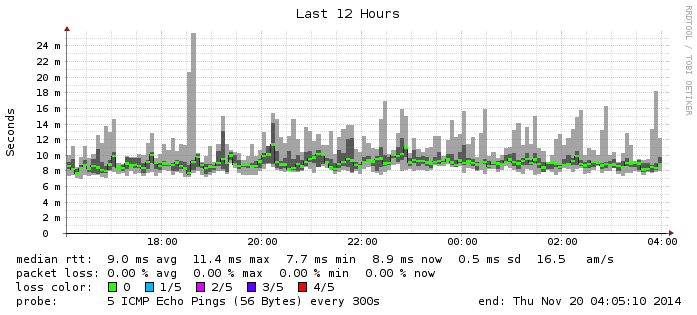 Last 12 Hours
RRDTOOL / TOBI OETIKER
Seconds
24 m
22 m
20 m
18 m
16 m
14 m
12 m
10 m
8 m
6 m
4 m
2 m
0
18:00 20:00 22:00 00:00 02:00 04:00
median rtt: 9.0 ms avg 11.4 ms max 7.7 ms min 8.9 ms now 0.5 ms sd 16.5 am/s
packet loss: 0.00 % avg 0.00 % max 0.00 % min 0.00 % now
loss color: 0 1/5 2/5 3/5 4/5
probe: 5 ICMP Echo Pings (56 Bytes) every 300s end: Thu Nov 20 04:05:10 2014